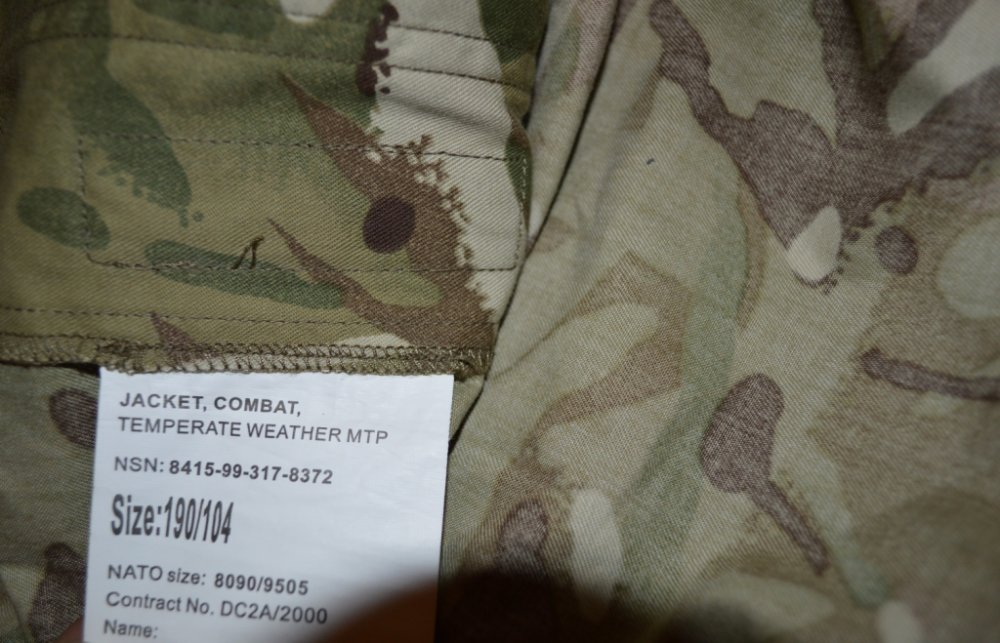 JACKET, COMBAT,
TEMPERATE WEATHER MTP
NSN: 8415-99-317-8372
Size:190/104
NATO size: 8090/9505
Contract No. DC2A/2000
Name: